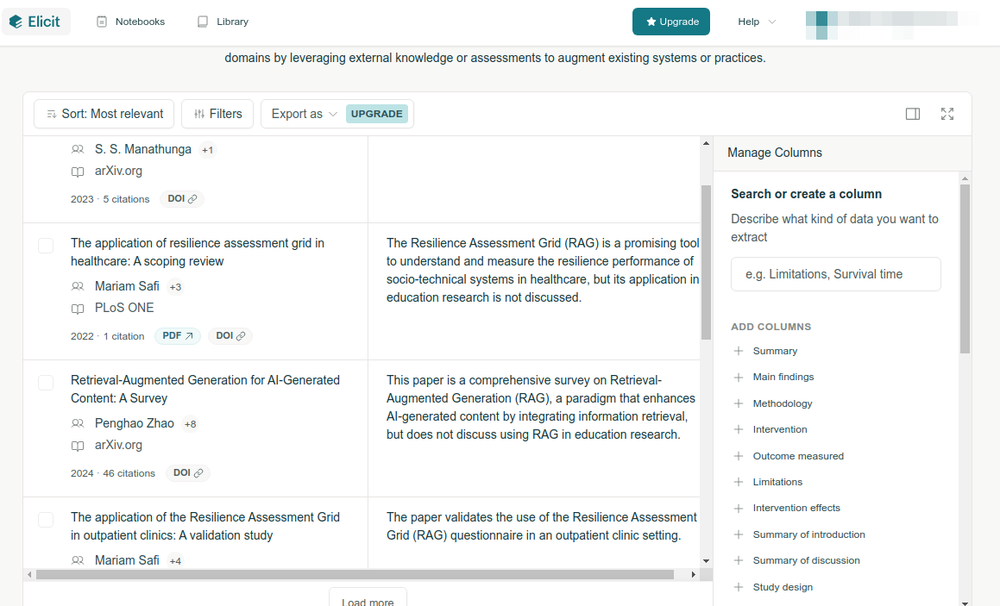 Elicit
Notebooks
Library
Upgrade
Help
domains by leveraging external knowledge or assessments to augment existing systems or practices.
Sort: Most relevant
Filters
Export as
UPGRADE
S. S. Manathunga +1
arXiv.org
2023 · 5 citations DOI
The application of resilience assessment grid in
healthcare: A scoping review
Mariam Safi +3
PLoS ONE
2022 · 1 citation PDF DOI
The Resilience Assessment Grid (RAG) is a promising tool
to understand and measure the resilience performance of
socio-technical systems in healthcare, but its application in
education research is not discussed.
Retrieval-Augmented Generation for AI-Generated
Content: A Survey
Penghao Zhao +8
arXiv.org
2024 · 46 citations DOI
This paper is a comprehensive survey on Retrieval-
Augmented Generation (RAG), a paradigm that enhances
AI-generated content by integrating information retrieval,
but does not discuss using RAG in education research.
The application of the Resilience Assessment Grid
in outpatient clinics: A validation study
Mariam Safi +4
The paper validates the use of the Resilience Assessment
Grid (RAG) questionnaire in an outpatient clinic setting.
Load more
Manage Columns
Search or create a column
Describe what kind of data you want to
extract
e.g. Limitations, Survival time
ADD COLUMNS
Summary
Main findings
Methodology
Intervention
Outcome measured
Limitations
Intervention effects
Summary of introduction
Summary of discussion
Study design